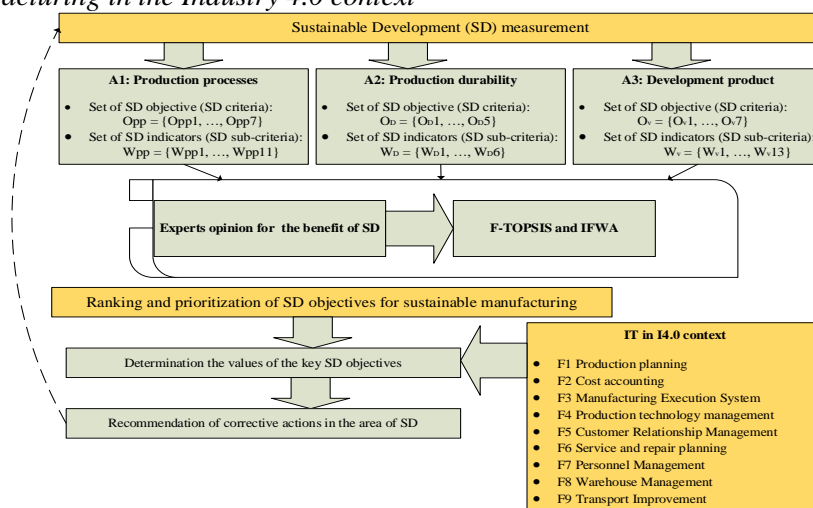 in the Industry 4.0 context
Sustainable Development (SD) measurement
A1: Production processes
• Set of SD objective (SD criteria):
Opp = {Opp1, …, Opp7}
• Set of SD indicators (SD sub-criteria):
Wpp = {Wpp1, …, Wpp11}
A2: Production durability
• Set of SD objective (SD criteria):
OD = {OD1, …, OD5}
• Set of SD indicators (SD sub-criteria):
WD = {WD1, …, WD6}
A3: Development product
• Set of SD objective (SD criteria):
Ov = {Ov1, …, Ov7}
• Set of SD indicators (SD sub-criteria):
Wv = {Wv1, …, Wv13}
Experts opinion for the benefit of SD
F-TOPSIS and IFWA
Ranking and prioritization of SD objectives for sustainable manufacturing
Determination the values of the key SD objectives
Recommendation of corrective actions in the area of SD
IT in I4.0 context
• F1 Production planning
• F2 Cost accounting
• F3 Manufacturing Execution System
• F4 Production technology management
• F5 Customer Relationship Management
• F6 Service and repair planning
• F7 Personnel Management
• F8 Warehouse Management
• F9 Transport Improvement